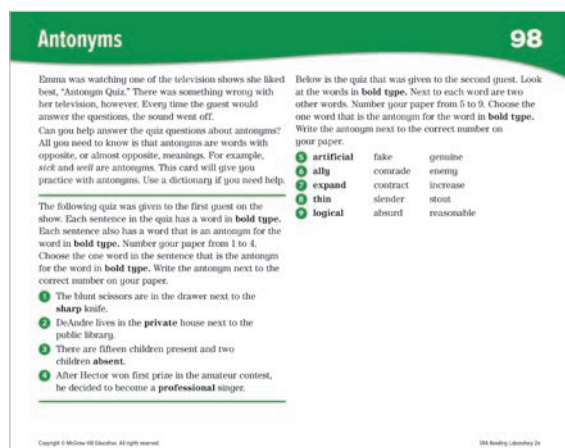 Antonyms
98
Emma was watching one of the television shows she liked
best, “Antonym Quiz.” There was something wrong with
her television, however. Every time the guest would
answer the questions, the sound went off.
Can you help answer the quiz questions about antonyms?
All you need to know is that antonyms are words with
opposite, or almost opposite, meanings. For example,
sick and well are antonyms. This card will give you
practice with antonyms. Use a dictionary if you need help.
The following quiz was given to the first guest on the
show. Each sentence in the quiz has a word in bold type.
Each sentence also has a word that is an antonym for the
word in bold type. Number your paper from 1 to 4.
Choose the one word in the sentence that is the antonym
for the word in bold type. Write the antonym next to the
correct number on your paper.
1 The blunt scissors are in the drawer next to the
sharp knife.
2 DeAndre lives in the private house next to the
public library.
3 There are fifteen children present and two
children absent.
4 After Hector won first prize in the amateur contest,
he decided to become a professional singer.
Below is the quiz that was given to the second guest. Look
at the words in bold type. Next to each word are two
other words. Number your paper from 5 to 9. Choose the
one word that is the antonym for the word in bold type.
Write the antonym next to the correct number on
your paper.
5 artificial fake genuine
6 ally comrade enemy
7 expand contract increase
8 thin slender stout
9 logical absurd reasonable
Copyright © McGraw-Hill Education. All rights reserved.
SRA Reading Laboratory 2a